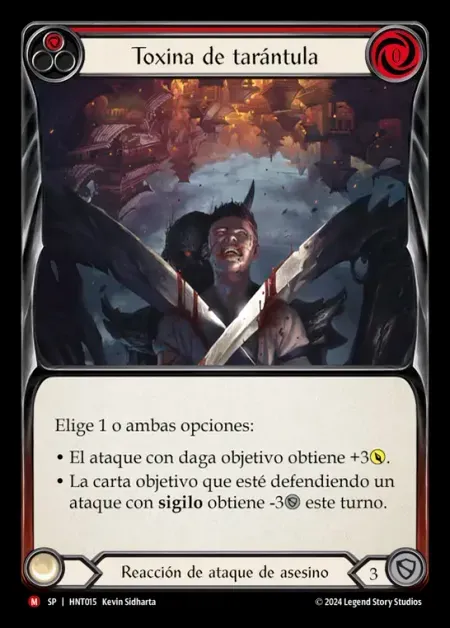 Toxina de tarántula
0
Elige 1 o ambas opciones:
• El ataque con daga objetivo obtiene +3.
• La carta objetivo que esté defendiendo un
ataque con sigilo obtiene -3 este turno.
Reacción de ataque de asesino
3
M SP | HNT015 Kevin Sidharta
© 2024 Legend Story Studios